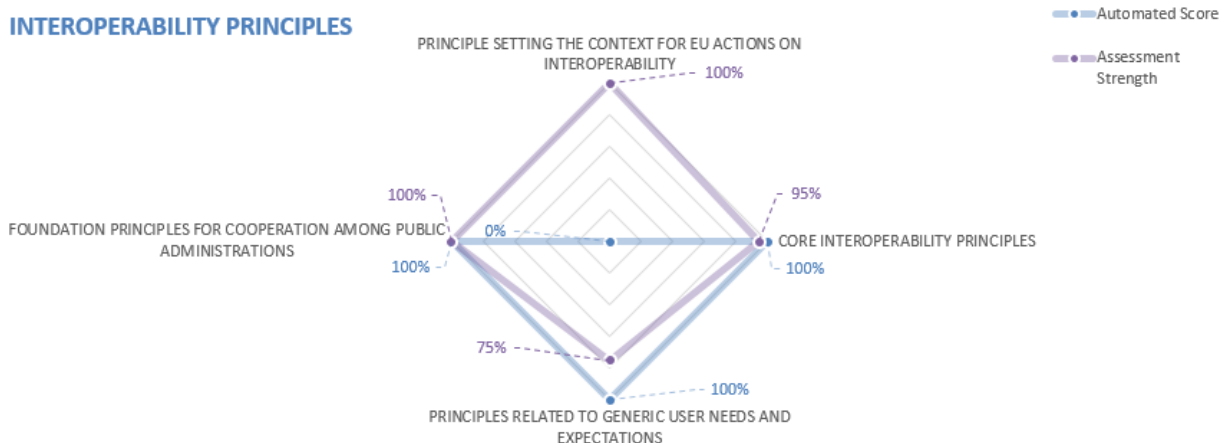 INTEROPERABILITY PRINCIPLES
Automated Score
Assessment
Strength
PRINCIPLE SETTING THE CONTEXT FOR EU ACTIONS ON
INTEROPERABILITY
100%
100%
95%
FOUNDATION PRINCIPLES FOR COOPERATION AMONG PUBLIC
ADMINISTRATIONS
0%
CORE INTEROPERABILITY PRINCIPLES
100%
100%
75%
100%
PRINCIPLES RELATED TO GENERIC USER NEEDS AND
EXPECTATIONS